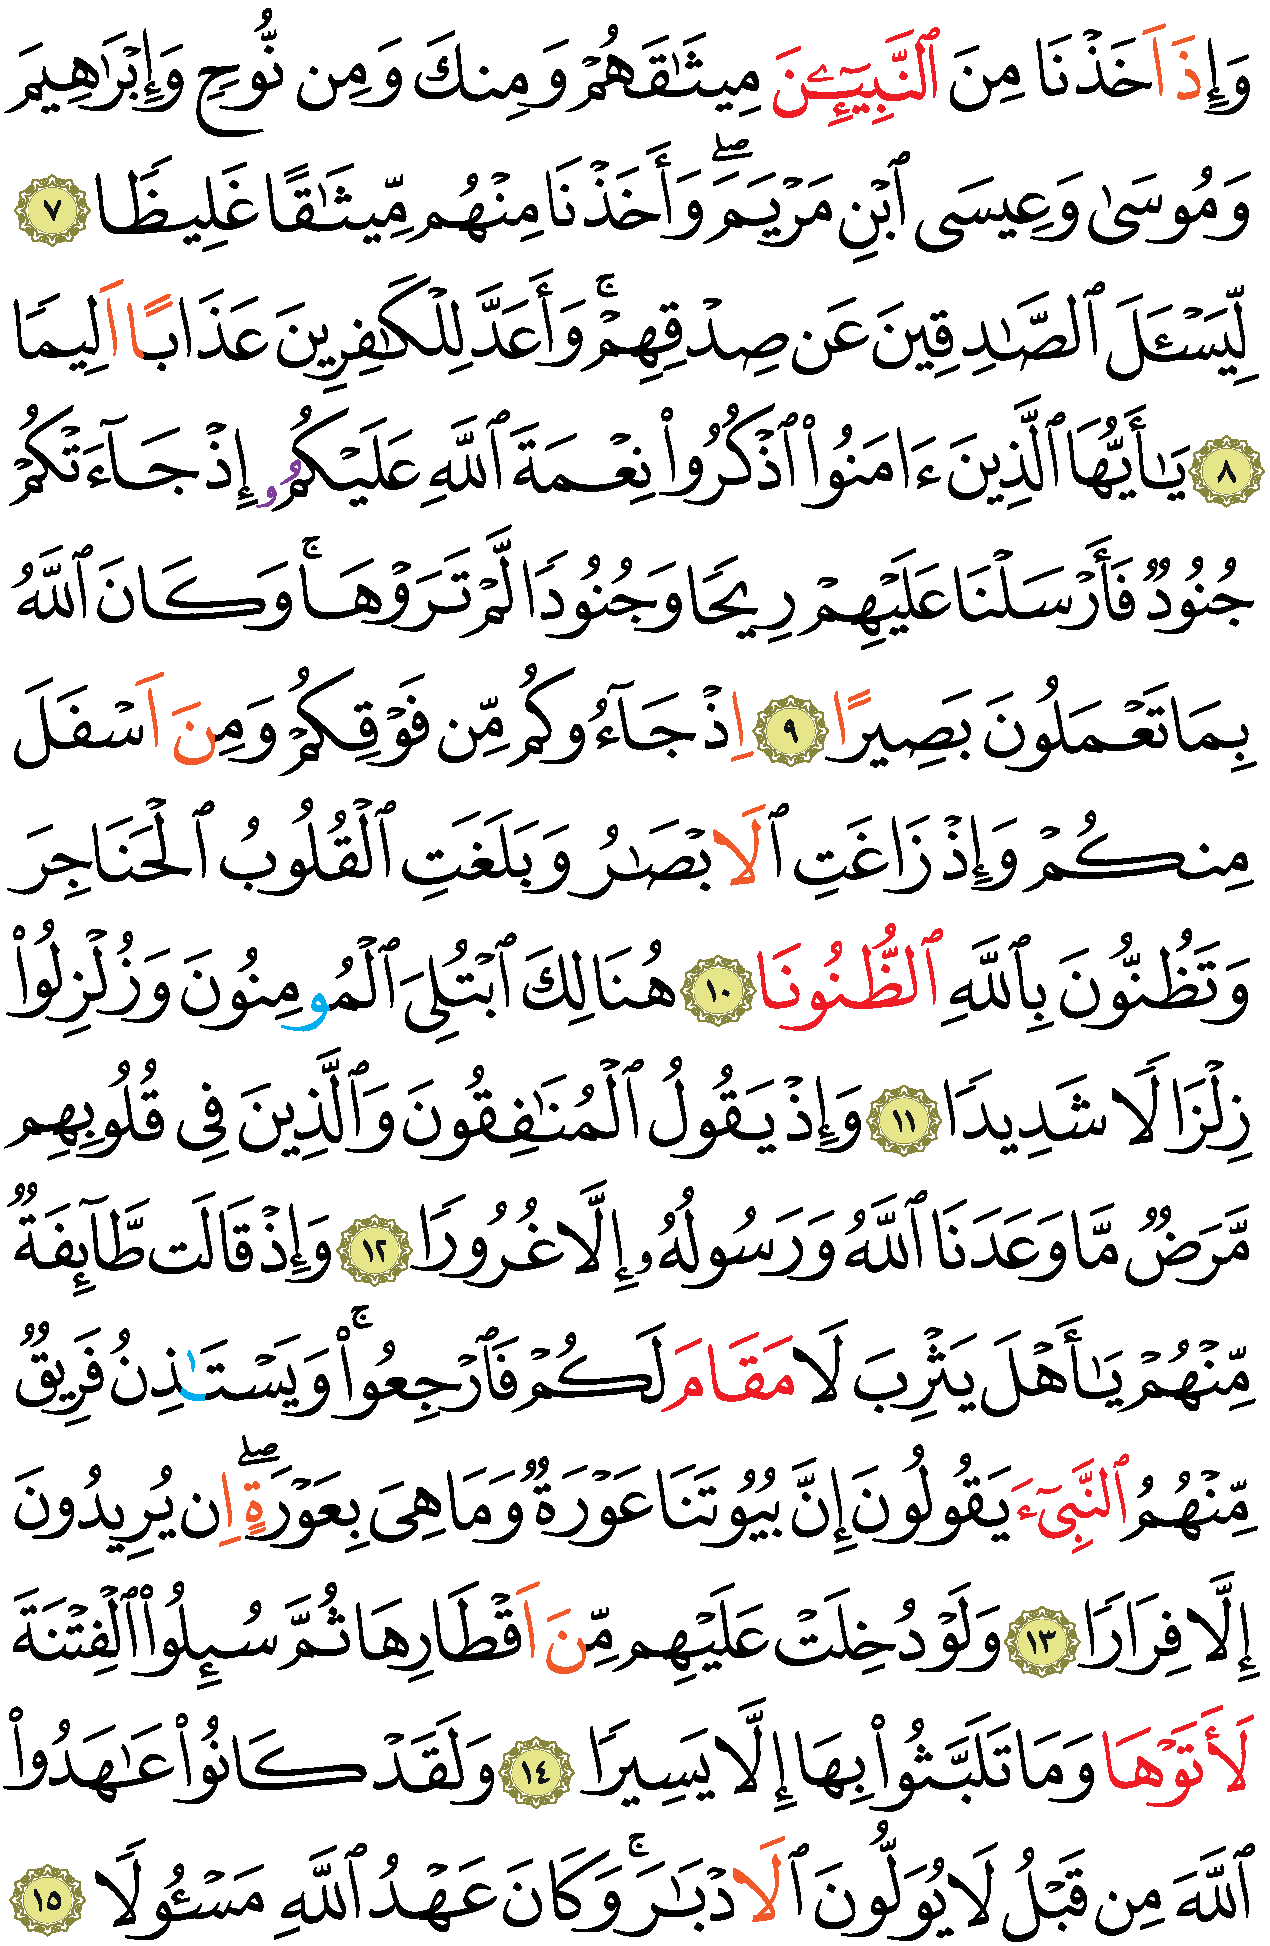 وَإِذَ اَخَذْنَا مِنَ ٱلنَّبِيٓـِٕۧنَ مِيثَٰقَهُمْ وَمِنكَ وَمِن نُّوحٖ وَإِبْرَٰهِيمَ
وَمُوسَىٰ وَعِيسَى ٱبْنِ مَرْيَمَۖ وَأَخَذْنَا مِنْهُم مِّيثَٰقًا غَلِيظٗا ٧
لِّيَسْـَٔلَ ٱلصَّٰدِقِينَ عَن صِدْقِهِمْۚ وَأَعَدَّ لِلْكَٰفِرِينَ عَذَابًا اَلِيمٗا
٨ يَٰأَيُّهَا ٱلَّذِينَ ءَامَنُوا۟ ٱذْكُرُوا۟ نِعْمَةَ ٱللَّهِ عَلَيْكُمُۥ إِذْ جَآءَتْكُمْ
جُنُودٞ فَأَرْسَلْنَا عَلَيْهِمْ رِيحٗا وَجُنُودٗا لَّمْ تَرَوْهَاۚ وَكَانَ ٱللَّهُ
بِمَا تَعْمَلُونَ بَصِيرًا ٩ اِذْ جَآءُوكُم مِّن فَوْقِكُمْ وَمِنَ اَسْفَلَ
مِنكُمْ وَإِذْ زَاغَتِ ٱلَابْصَٰرُ وَبَلَغَتِ ٱلْقُلُوبُ ٱلْحَنَاجِرَ
وَتَظُنُّونَ بِٱللَّهِ ٱلظُّنُونَا ١٠ هُنَالِكَ ٱبْتُلِيَ ٱلْمُومِنُونَ وَزُلْزِلُوا۟
زِلْزَالٗا شَدِيدٗا ١١ وَإِذْ يَقُولُ ٱلْمُنَٰفِقُونَ وَٱلَّذِينَ فِي قُلُوبِهِم
مَّرَضٞ مَّا وَعَدَنَا ٱللَّهُ وَرَسُولُهُۥ إِلَّا غُرُورٗا ١٢ وَإِذْ قَالَت طَّآئِفَةٞ
مِّنْهُمْ يَٰأَهْلَ يَثْرِبَ لَا مَقَامَ لَكُمْ فَٱرْجِعُوا۟ۚ وَيَسْتَٰذِنُ فَرِيقٞ
مِّنْهُمُ ٱلنَّبِيٓءَ يَقُولُونَ إِنَّ بُيُوتَنَا عَوْرَةٞ وَمَا هِيَ بِعَوْرَةٍۖ اِن يُرِيدُونَ
إِلَّا فِرَارٗا ١٣ وَلَوْ دُخِلَتْ عَلَيْهِم مِّنَ اَقْطَارِهَا ثُمَّ سُئِلُوا۟ ٱلْفِتْنَةَ
لَأَتَوْهَا وَمَا تَلَبَّثُوا۟ بِهَا إِلَّا يَسِيرٗا ١٤ وَلَقَدْ كَانُوا۟ عَٰهَدُوا۟
ٱللَّهَ مِن قَبْلُ لَا يُوَلُّونَ ٱلَادْبَٰرَۚ وَكَانَ عَهْدُ ٱللَّهِ مَسْـُٔولٗا ١٥